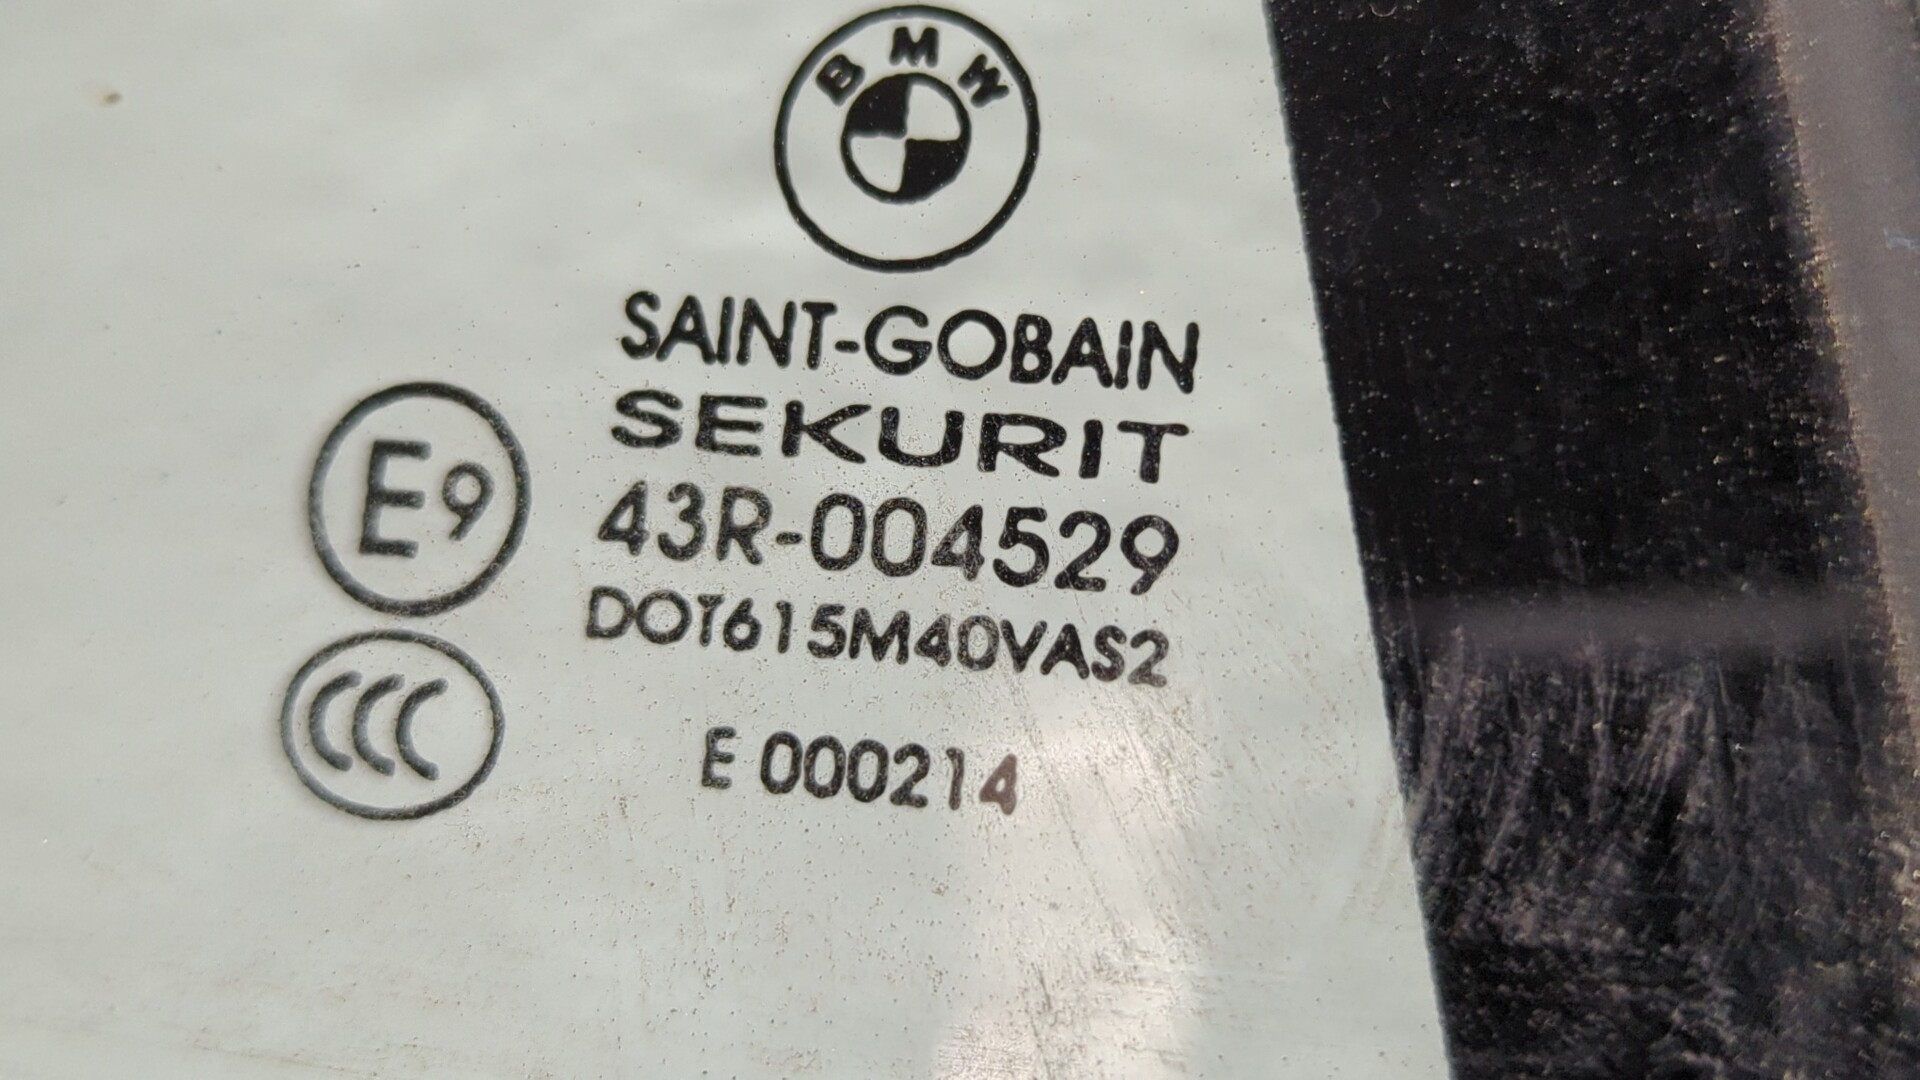 BMW
SAINT-GOBAIN
SEKURIT
E9
43R-004529
DOT615M40VAS2
CCC
E 000214